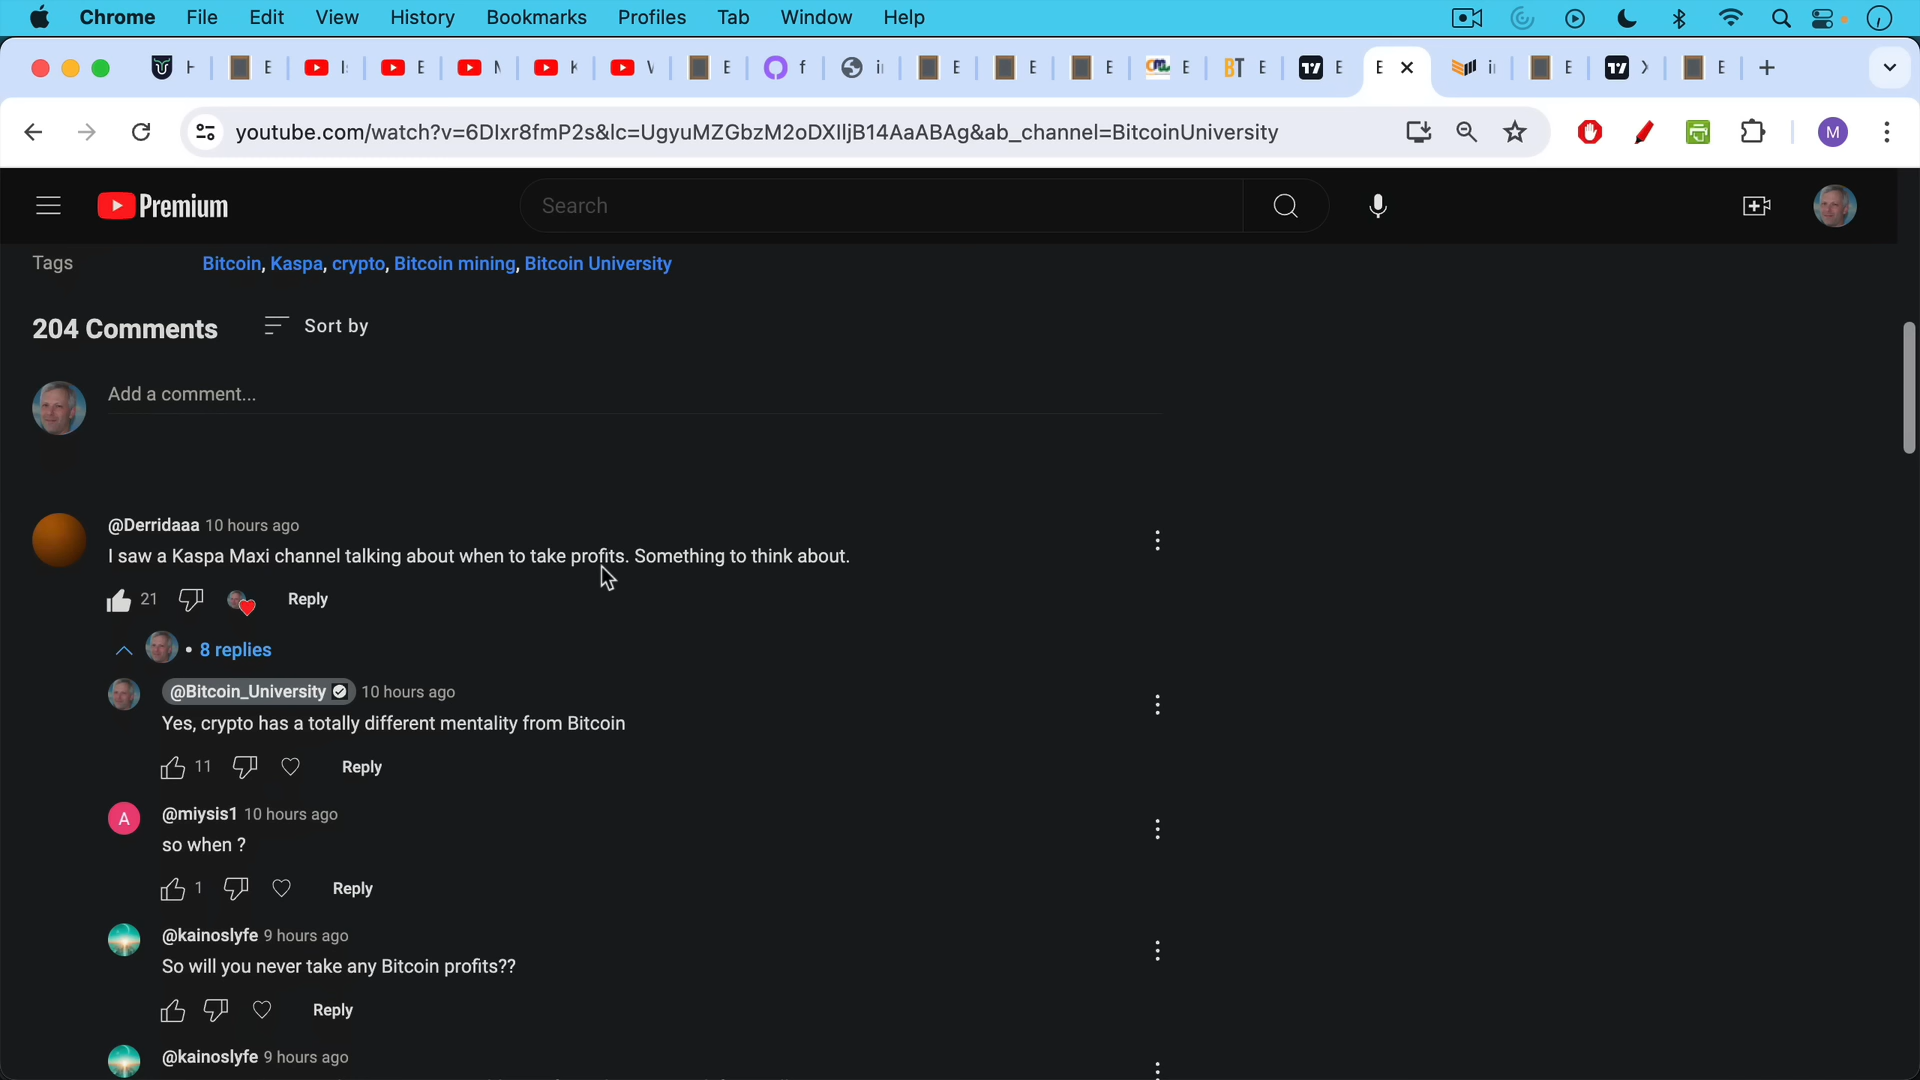 Chrome File Edit View History Bookmarks Profiles Tab Window Help
E E E E E E E BT E E E E E
youtube.com/watch?v=6DIxr8fmP2s&lc=UgyuMZGbzM2oDXIljB14AaABAg&ab_channel=BitcoinUniversity
M
Premium
Search
Tags Bitcoin, Kaspa, crypto, Bitcoin mining, Bitcoin University
204 Comments Sort by
Add a comment...
@Derridaaa 10 hours ago
I saw a Kaspa Maxi channel talking about when to take profits. Something to think about.
21 Reply
• 8 replies
@Bitcoin_University 10 hours ago
Yes, crypto has a totally different mentality from Bitcoin
11 Reply
A
@miysis1 10 hours ago
so when ?
1 Reply
@kainoslyfe 9 hours ago
So will you never take any Bitcoin profits??
Reply
@kainoslyfe 9 hours ago